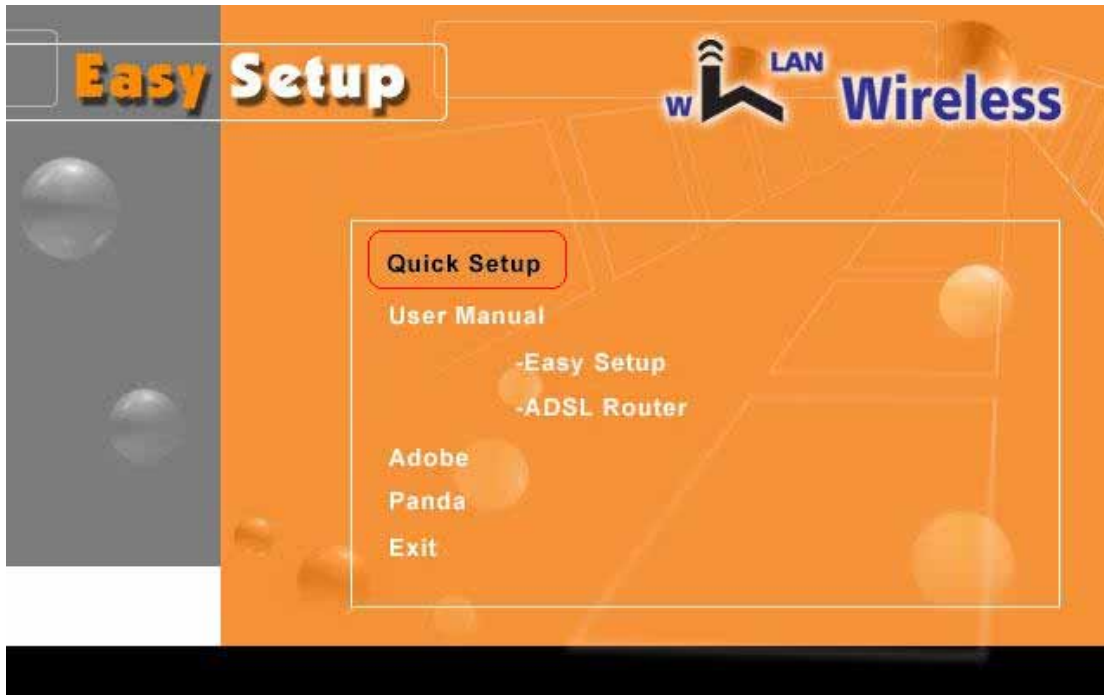 Easy Setup
W LAN
Wireless
Quick Setup
User Manual
-Easy Setup
-ADSL Router
Adobe
Panda
Exit